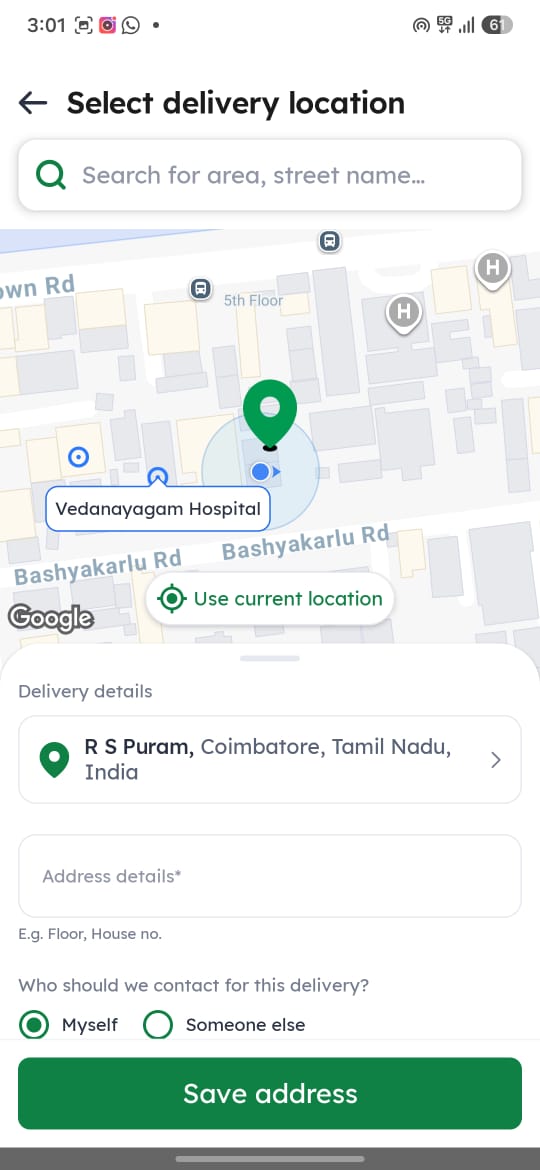 3:01
5G
61
Select delivery location
Search for area, street name...
own Rd
5th Floor
H
H
Vedanayagam Hospital
Bashyakarlu Rd
Bashyakarlu Rd
Use current location
Google
Delivery details
R S Puram, Coimbatore, Tamil Nadu,
India
Address details*
E.g. Floor, House no.
Who should we contact for this delivery?
Myself
Someone else
Save address